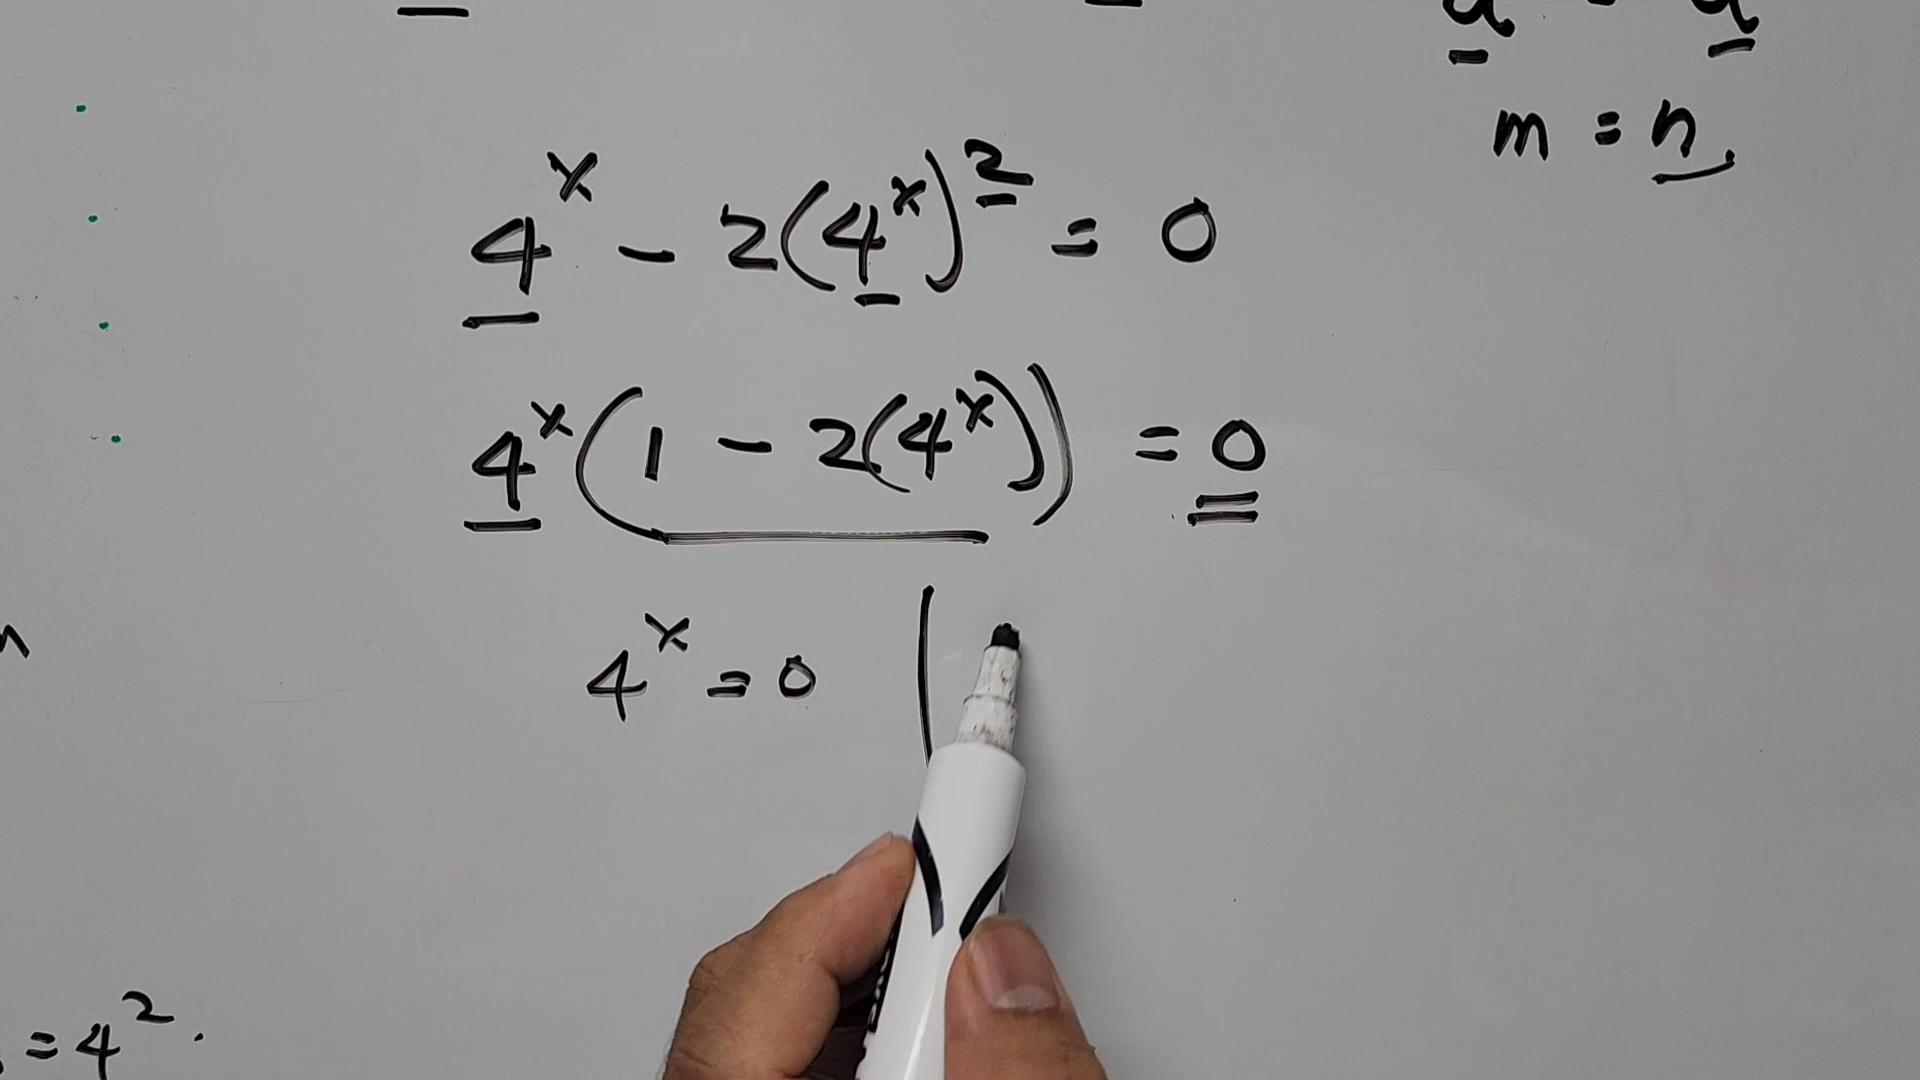 m = n,
4^x - 2(4^x)^2 = 0
4^x(1 - 2(4^x)) = 0
4^x = 0
= 4^2.